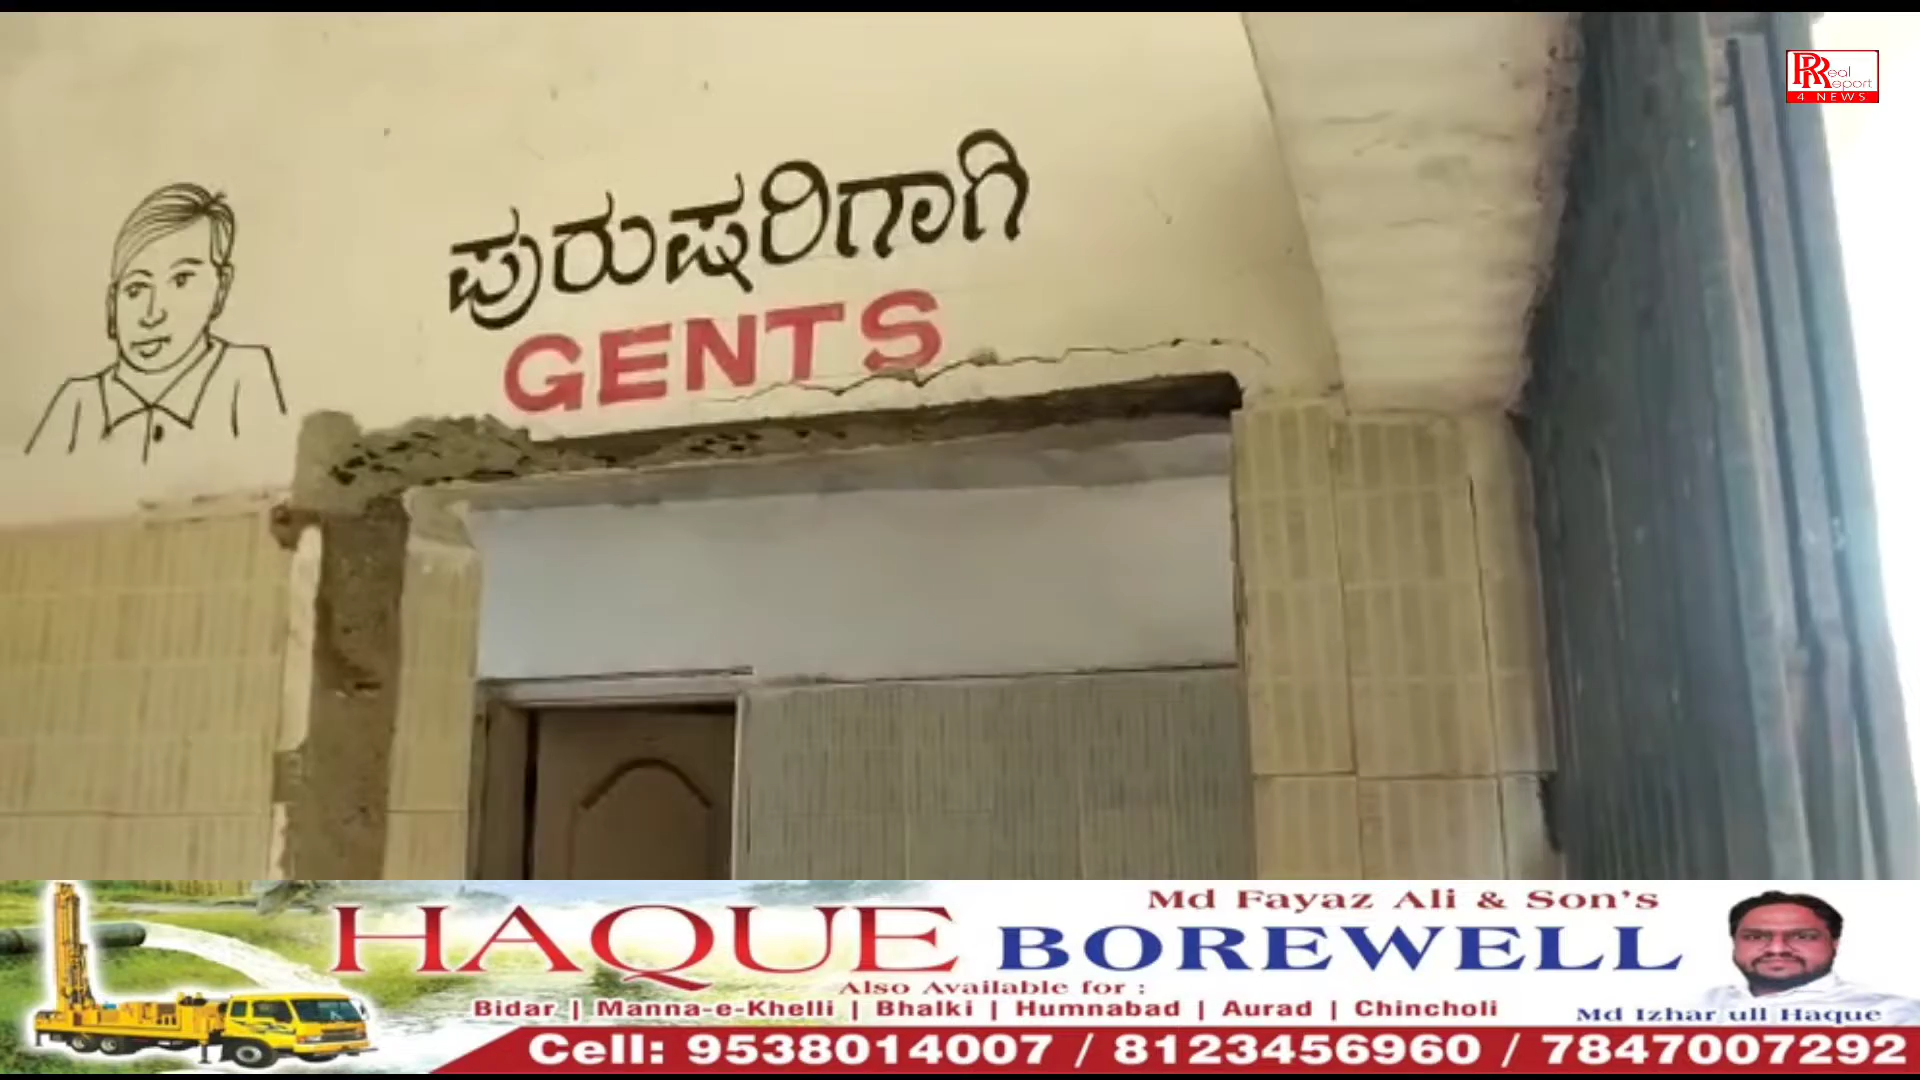 Real
Report
4 NEWS
ಪುರುಷರಿಗಾಗಿ
GENTS
Md Fayaz Ali & Son's
HAQUE BOREWELL
Also Available for :
Bidar | Manna-e-Khelli | Bhalki | Humnabad | Aurad | Chincholi
Md Izhar ull Haque
Cell: 9538014007 / 8123456960 / 7847007292